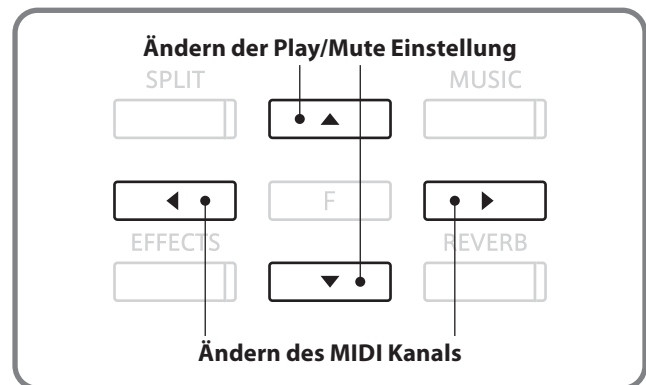 Ändern der Play/Mute Einstellung
SPLIT
MUSIC
F
EFFECTS
REVERB
Ändern des MIDI Kanals